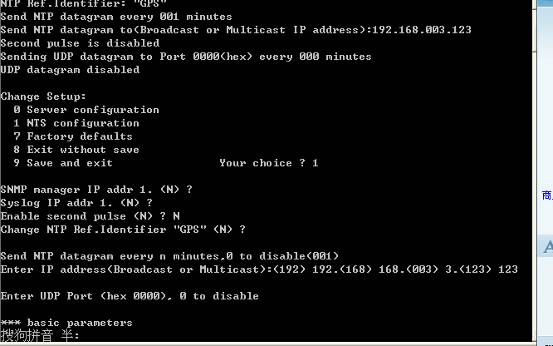 NTP Ref.Identifier: "GPS"
Send NTP datagram every 001 minutes
Send NTP datagram to(Broadcast or Multicast IP address):192.168.003.123
Second pulse is disabled
Sending UDP datagram to Port 0000(hex) every 000 minutes
UDP datagram disabled
Change Setup:
0 Server configuration
1 NTS configuration
7 Factory defaults
8 Exit without save
9 Save and exit Your choice ? 1
SNMP manager IP addr 1. (N) ?
Syslog IP addr 1. (N) ?
Enable second pulse (N) ? N
Change NTP Ref.Identifier "GPS" (N) ?
Send NTP datagram every n minutes,0 to disable(001)
Enter IP address(Broadcast or Multicast):(192) 192.(168) 168.(003) 3.(123) 123
Enter UDP Port (hex 0000), 0 to disable
*** basic parameters
搜狗拼音 半:
商
A